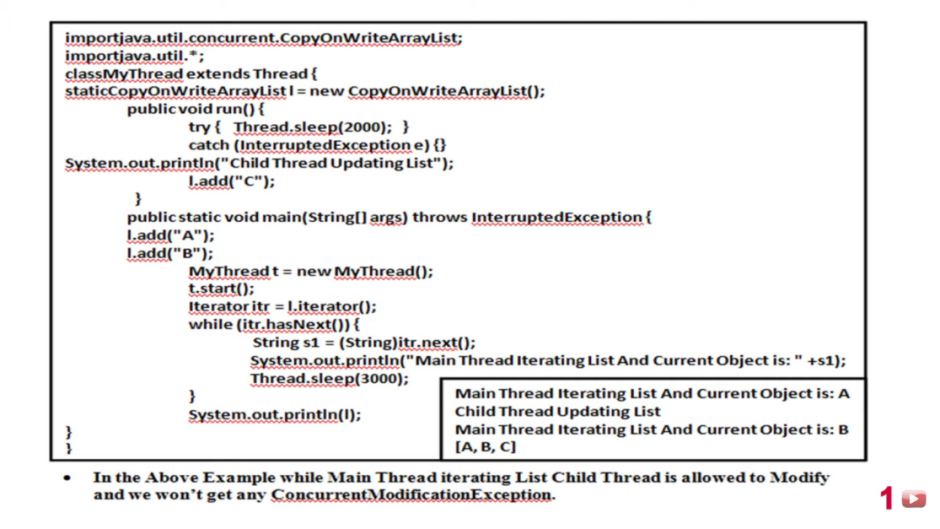 importjava.util.concurrent.CopyOnWriteArrayList;
importjava.util.*;
classMyThread extends Thread {
staticCopyOnWriteArrayList l = new CopyOnWriteArrayList();
public void run() {
try { Thread.sleep(2000); }
catch (InterruptedException e) {}
System.out.println("Child Thread Updating List");
l.add("C");
}
public static void main(String[] args) throws InterruptedException {
l.add("A");
l.add("B");
MyThread t = new MyThread();
t.start();
Iterator itr = l.iterator();
while (itr.hasNext()) {
String s1 = (String)itr.next();
System.out.println("Main Thread Iterating List And Current Object is: " +s1);
Thread.sleep(3000);
}
System.out.println(l);
}
}
Main Thread Iterating List And Current Object is: A
Child Thread Updating List
Main Thread Iterating List And Current Object is: B
[A, B, C]
• In the Above Example while Main Thread iterating List Child Thread is allowed to Modify
and we won't get any ConcurrentModificationException.
1